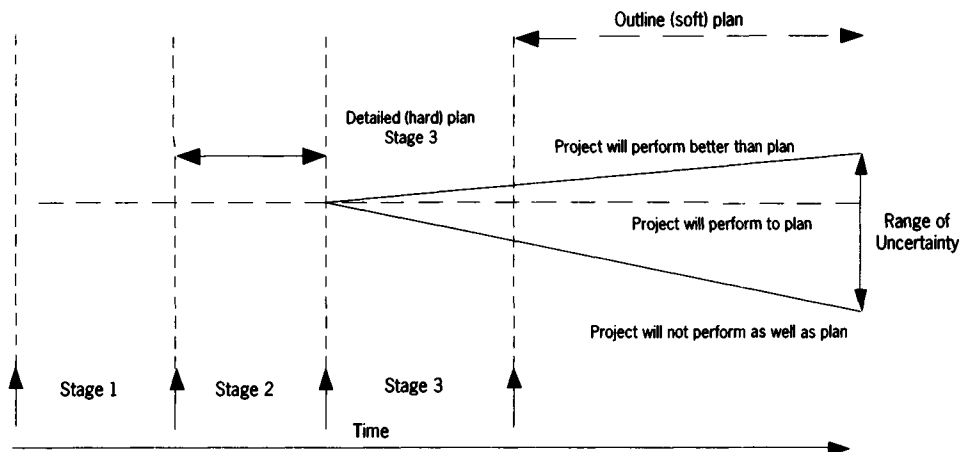 Outline (soft) plan
Detailed (hard) plan
Stage 3
Project will perform better than plan
Project will perform to plan
Range of
Uncertainty
Project will not perform as well as plan
Stage 1
Stage 2
Stage 3
Time